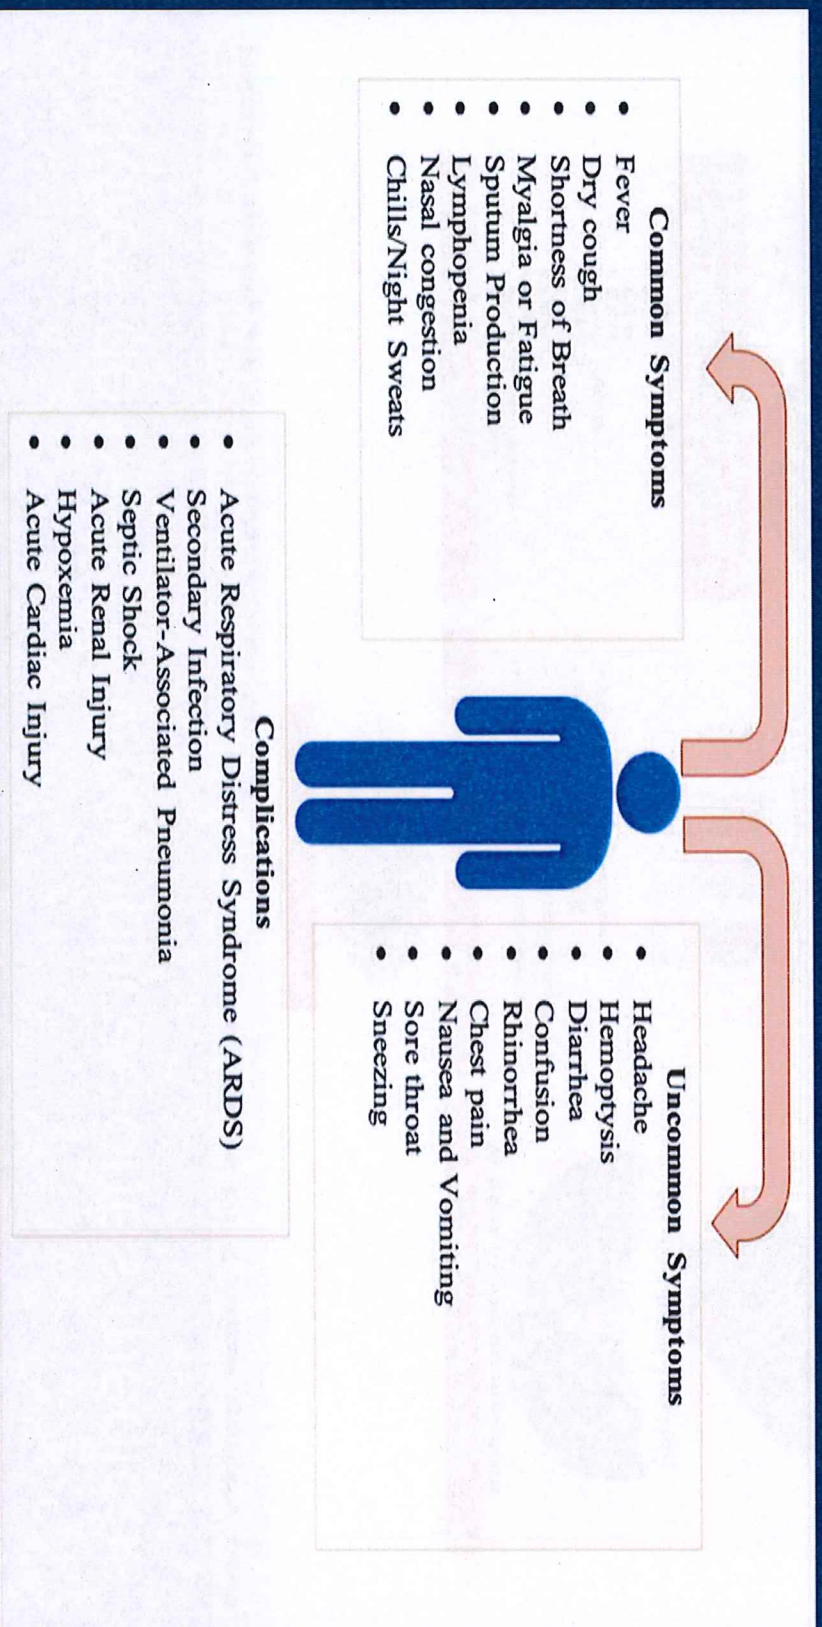 Common Symptoms
• Fever
• Dry cough
• Shortness of Breath
• Myalgia or Fatigue
• Sputum Production
• Lymphopenia
• Nasal congestion
• Chills/Night Sweats
Uncommon Symptoms
• Headache
• Hemoptysis
• Diarrhea
• Confusion
• Rhinorrhea
• Chest pain
• Nausea and Vomiting
• Sore throat
• Sneezing
Complications
• Acute Respiratory Distress Syndrome (ARDS)
• Secondary Infection
• Ventilator-Associated Pneumonia
• Septic Shock
• Acute Renal Injury
• Hypoxemia
• Acute Cardiac Injury